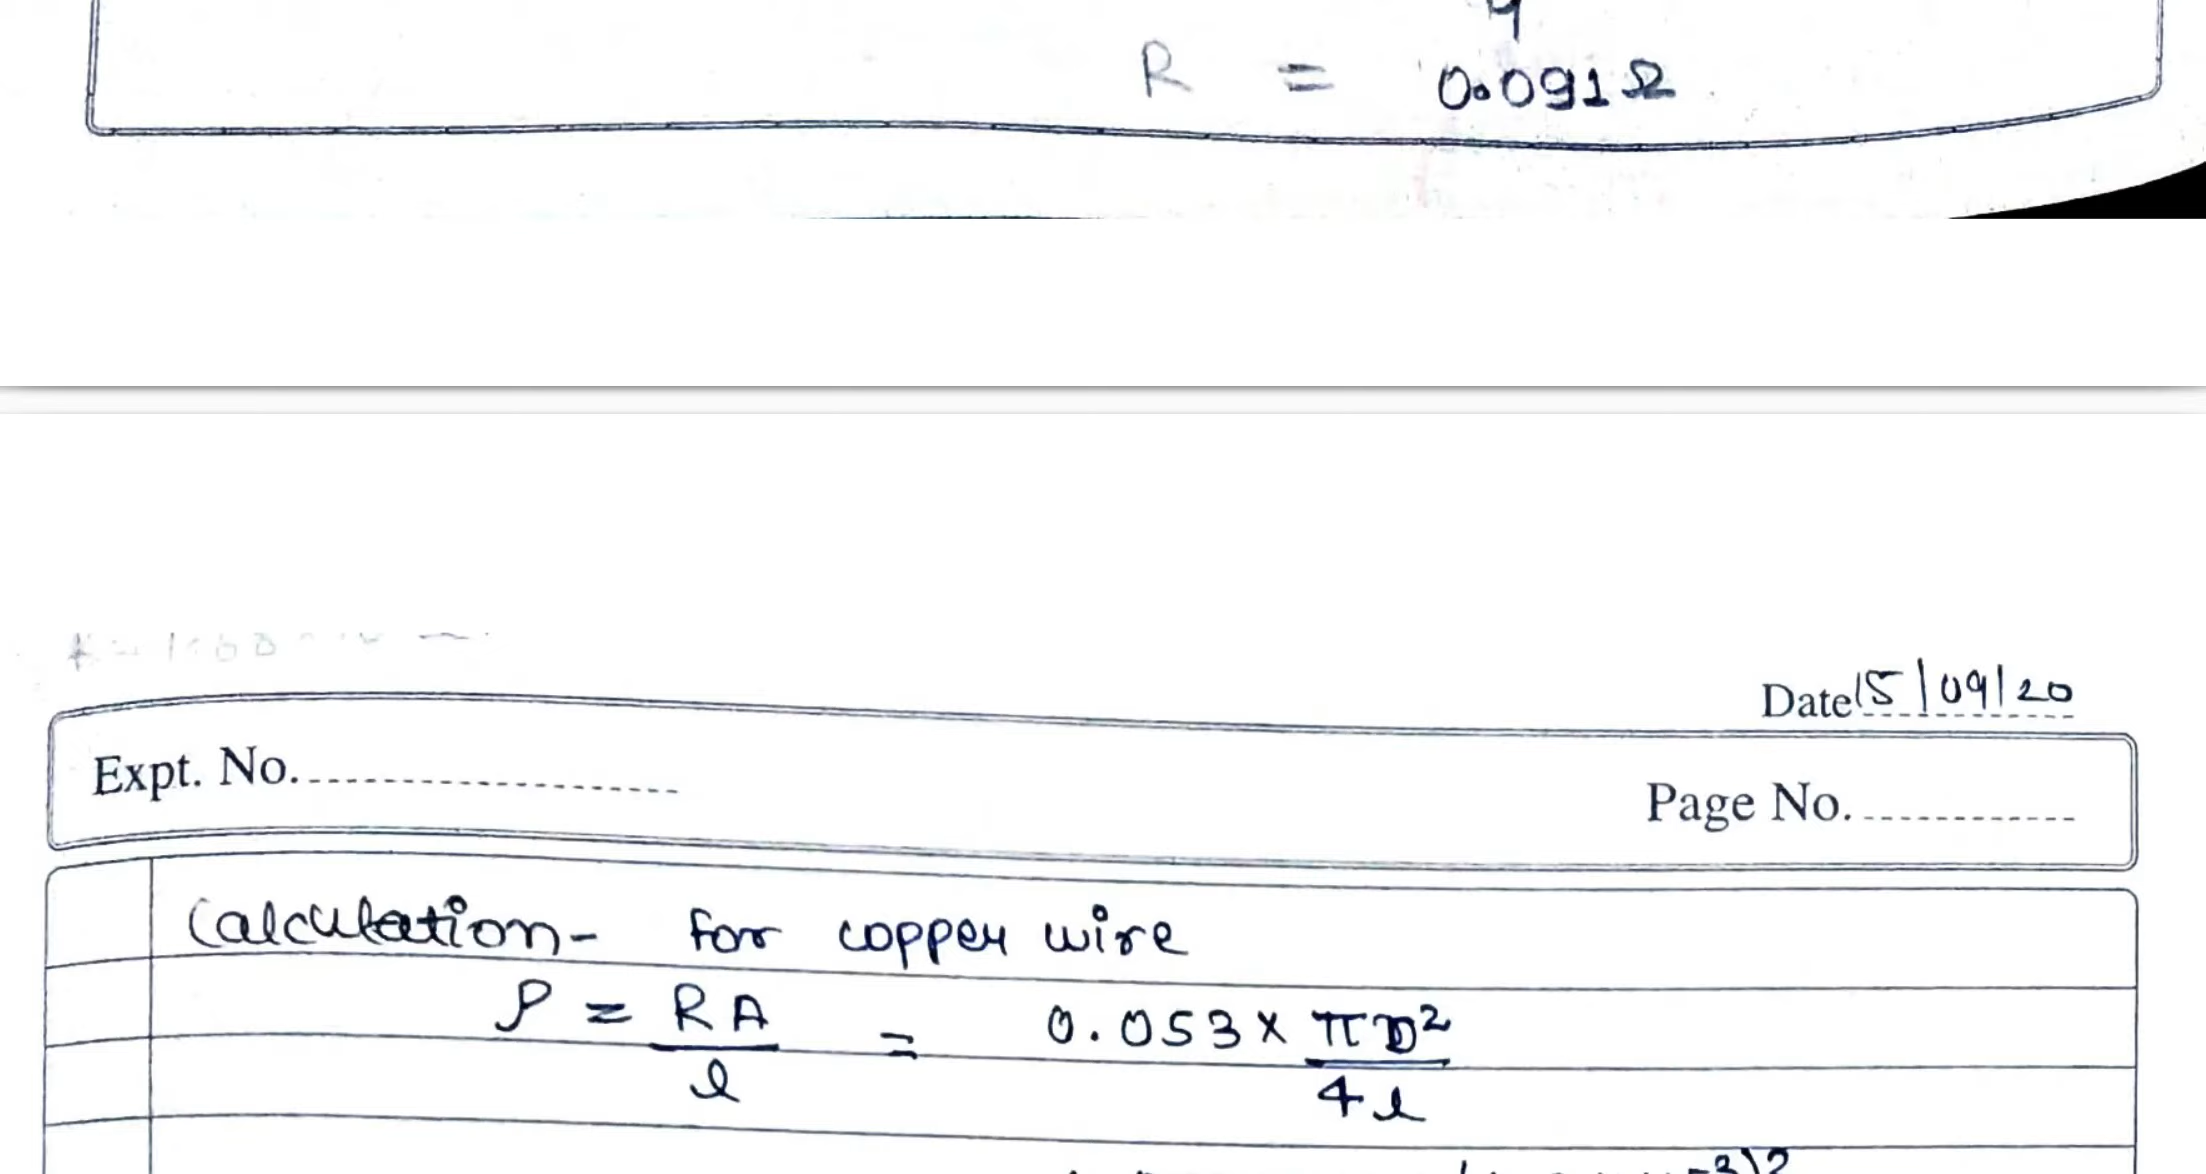 R = 0.091Ω
Date 15/09/20
Expt. No.
Page No.
Calculation- for copper wire
ρ = RA/l = 0.053 × πD²/4l